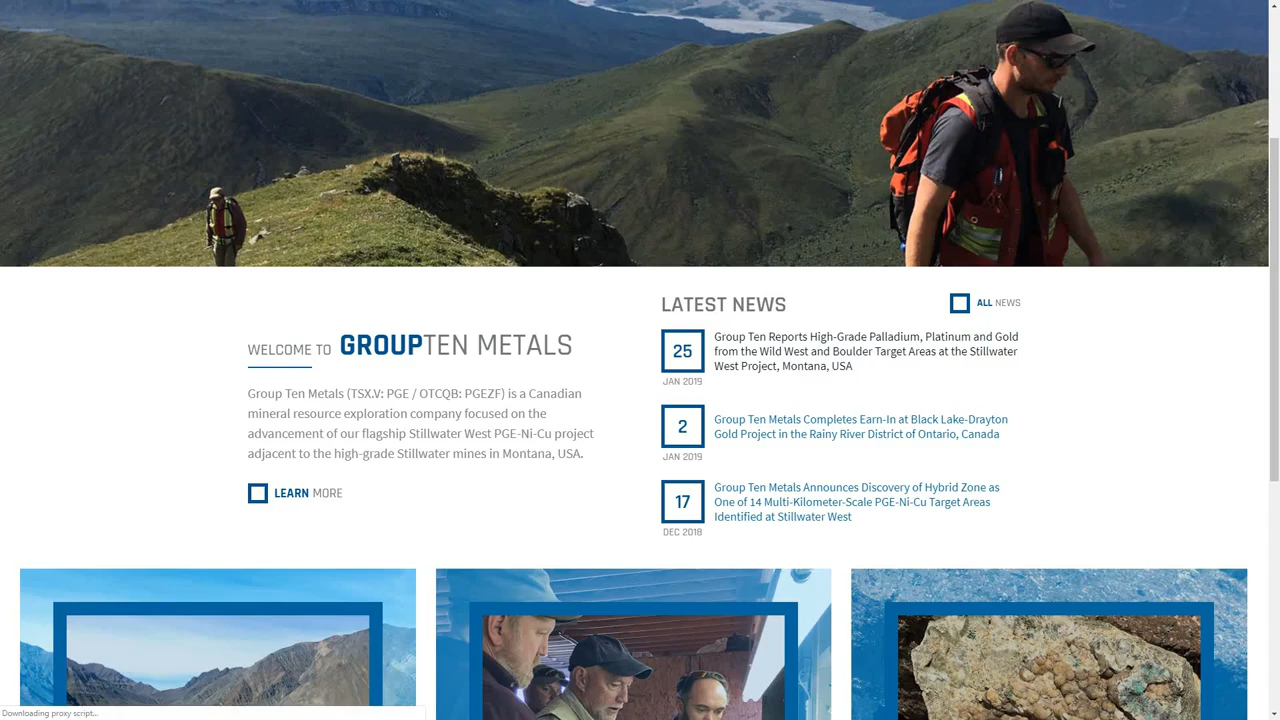 WELCOME TO GROUPTEN METALS
Group Ten Metals (TSX.V: PGE / OTCQB: PGEZF) is a Canadian
mineral resource exploration company focused on the
advancement of our flagship Stillwater West PGE-Ni-Cu project
adjacent to the high-grade Stillwater mines in Montana, USA.
LEARN MORE
LATEST NEWS
ALL NEWS
25
JAN 2019
Group Ten Reports High-Grade Palladium, Platinum and Gold
from the Wild West and Boulder Target Areas at the Stillwater
West Project, Montana, USA
2
JAN 2019
Group Ten Metals Completes Earn-In at Black Lake-Drayton
Gold Project in the Rainy River District of Ontario, Canada
17
DEC 2018
Group Ten Metals Announces Discovery of Hybrid Zone as
One of 14 Multi-Kilometer-Scale PGE-Ni-Cu Target Areas
Identified at Stillwater West
Downloading proxy script...